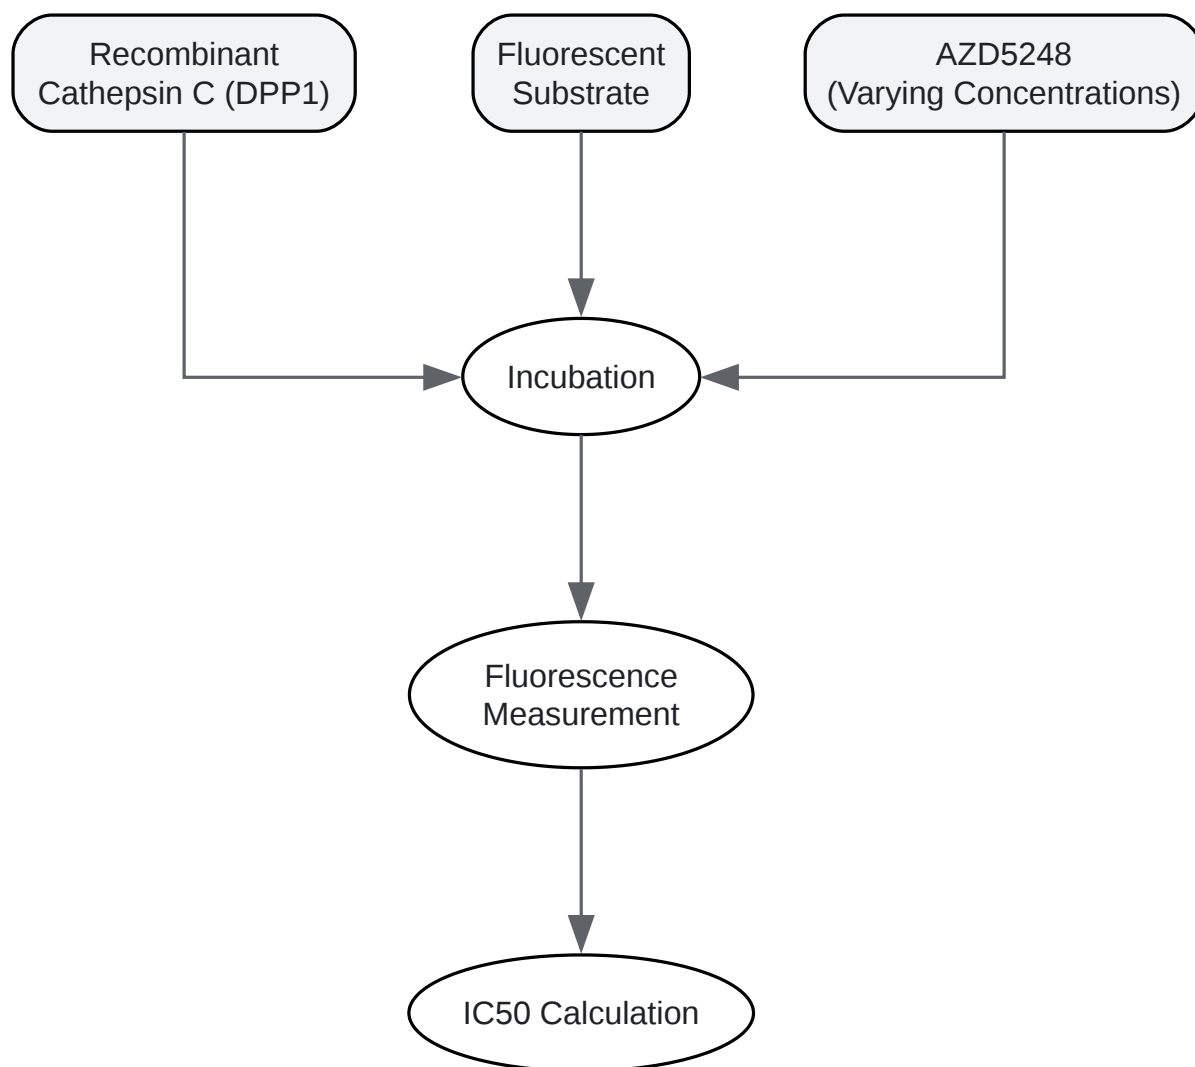 Recombinant
Cathepsin C (DPP1)
Fluorescent
Substrate
AZD5248
(Varying Concentrations)
Incubation
Fluorescence
Measurement
IC50 Calculation